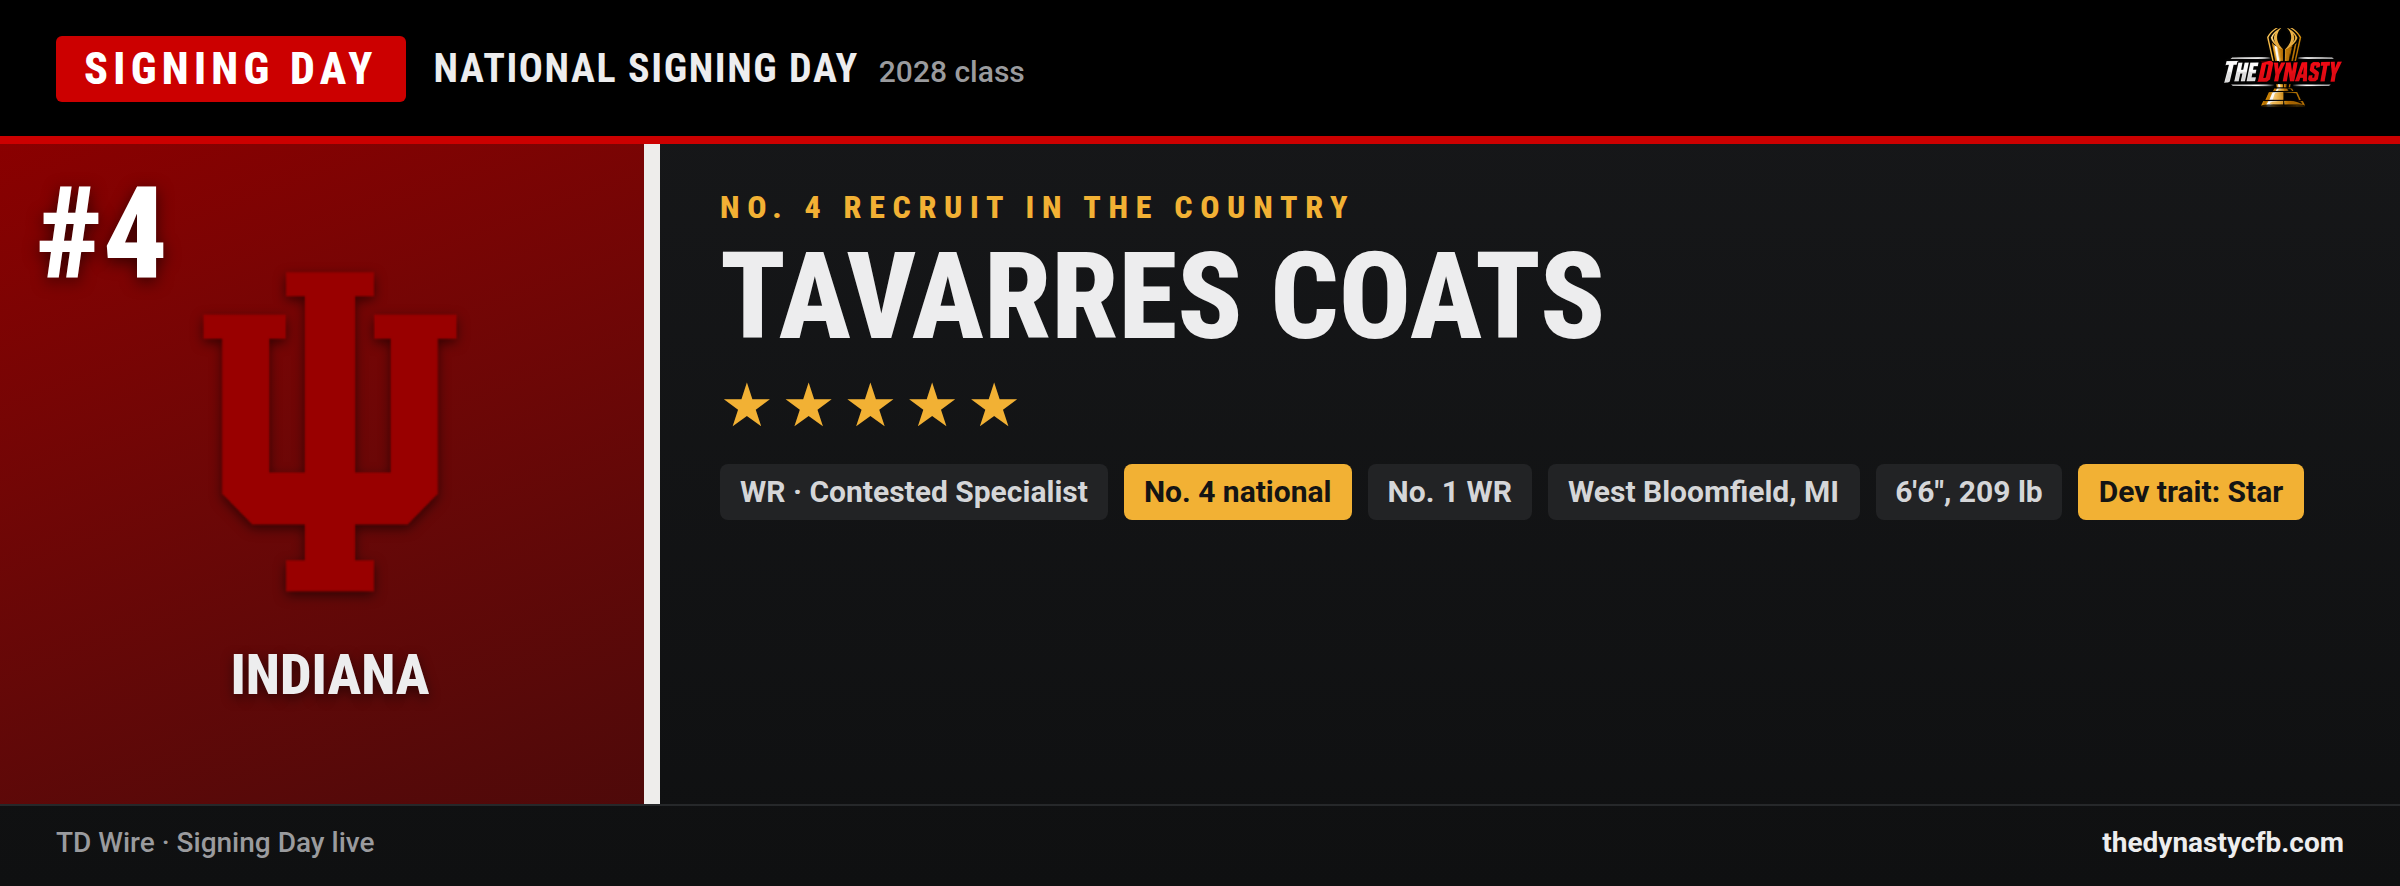 SIGNING DAY NATIONAL SIGNING DAY 2028 class
THE DYNASTY
#4
INDIANA
NO. 4 RECRUIT IN THE COUNTRY
TAVARRES COATS
★★★★★
WR · Contested Specialist No. 4 national No. 1 WR West Bloomfield, MI 6'6", 209 lb Dev trait: Star
TD Wire · Signing Day live
thedynastycfb.com